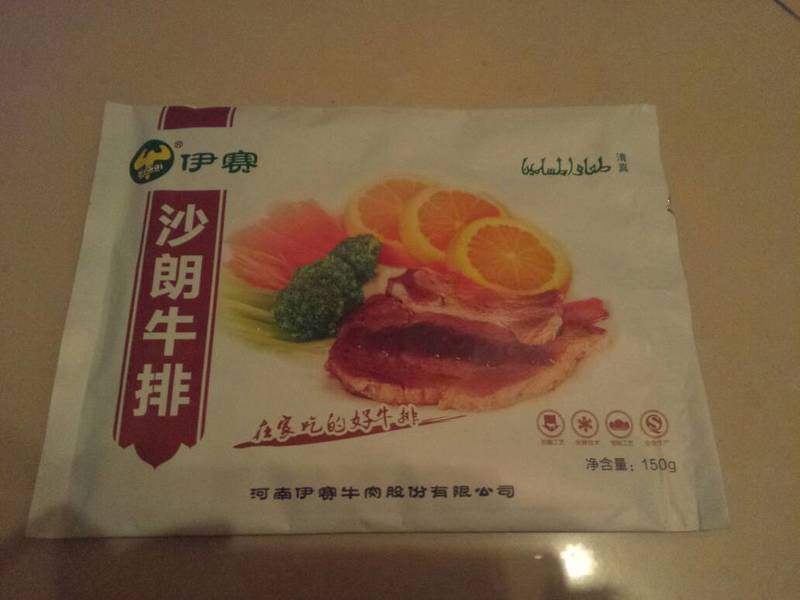 ® 伊赛
清真
沙朗牛排
在家吃的好牛排
净含量：150g
河南伊赛牛肉股份有限公司